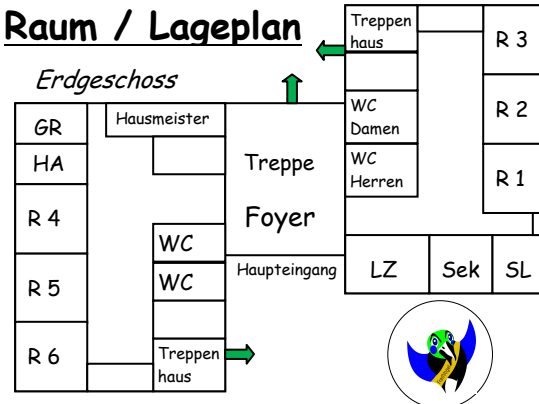 Raum / Lageplan
Erdgeschoss
Treppen
haus
R 3
WC
Damen
R 2
WC
Herren
R 1
GR
Hausmeister
HA
Treppe
R 4
Foyer
WC
Haupteingang
LZ
Sek
SL
R 5
WC
R 6
Treppen
haus